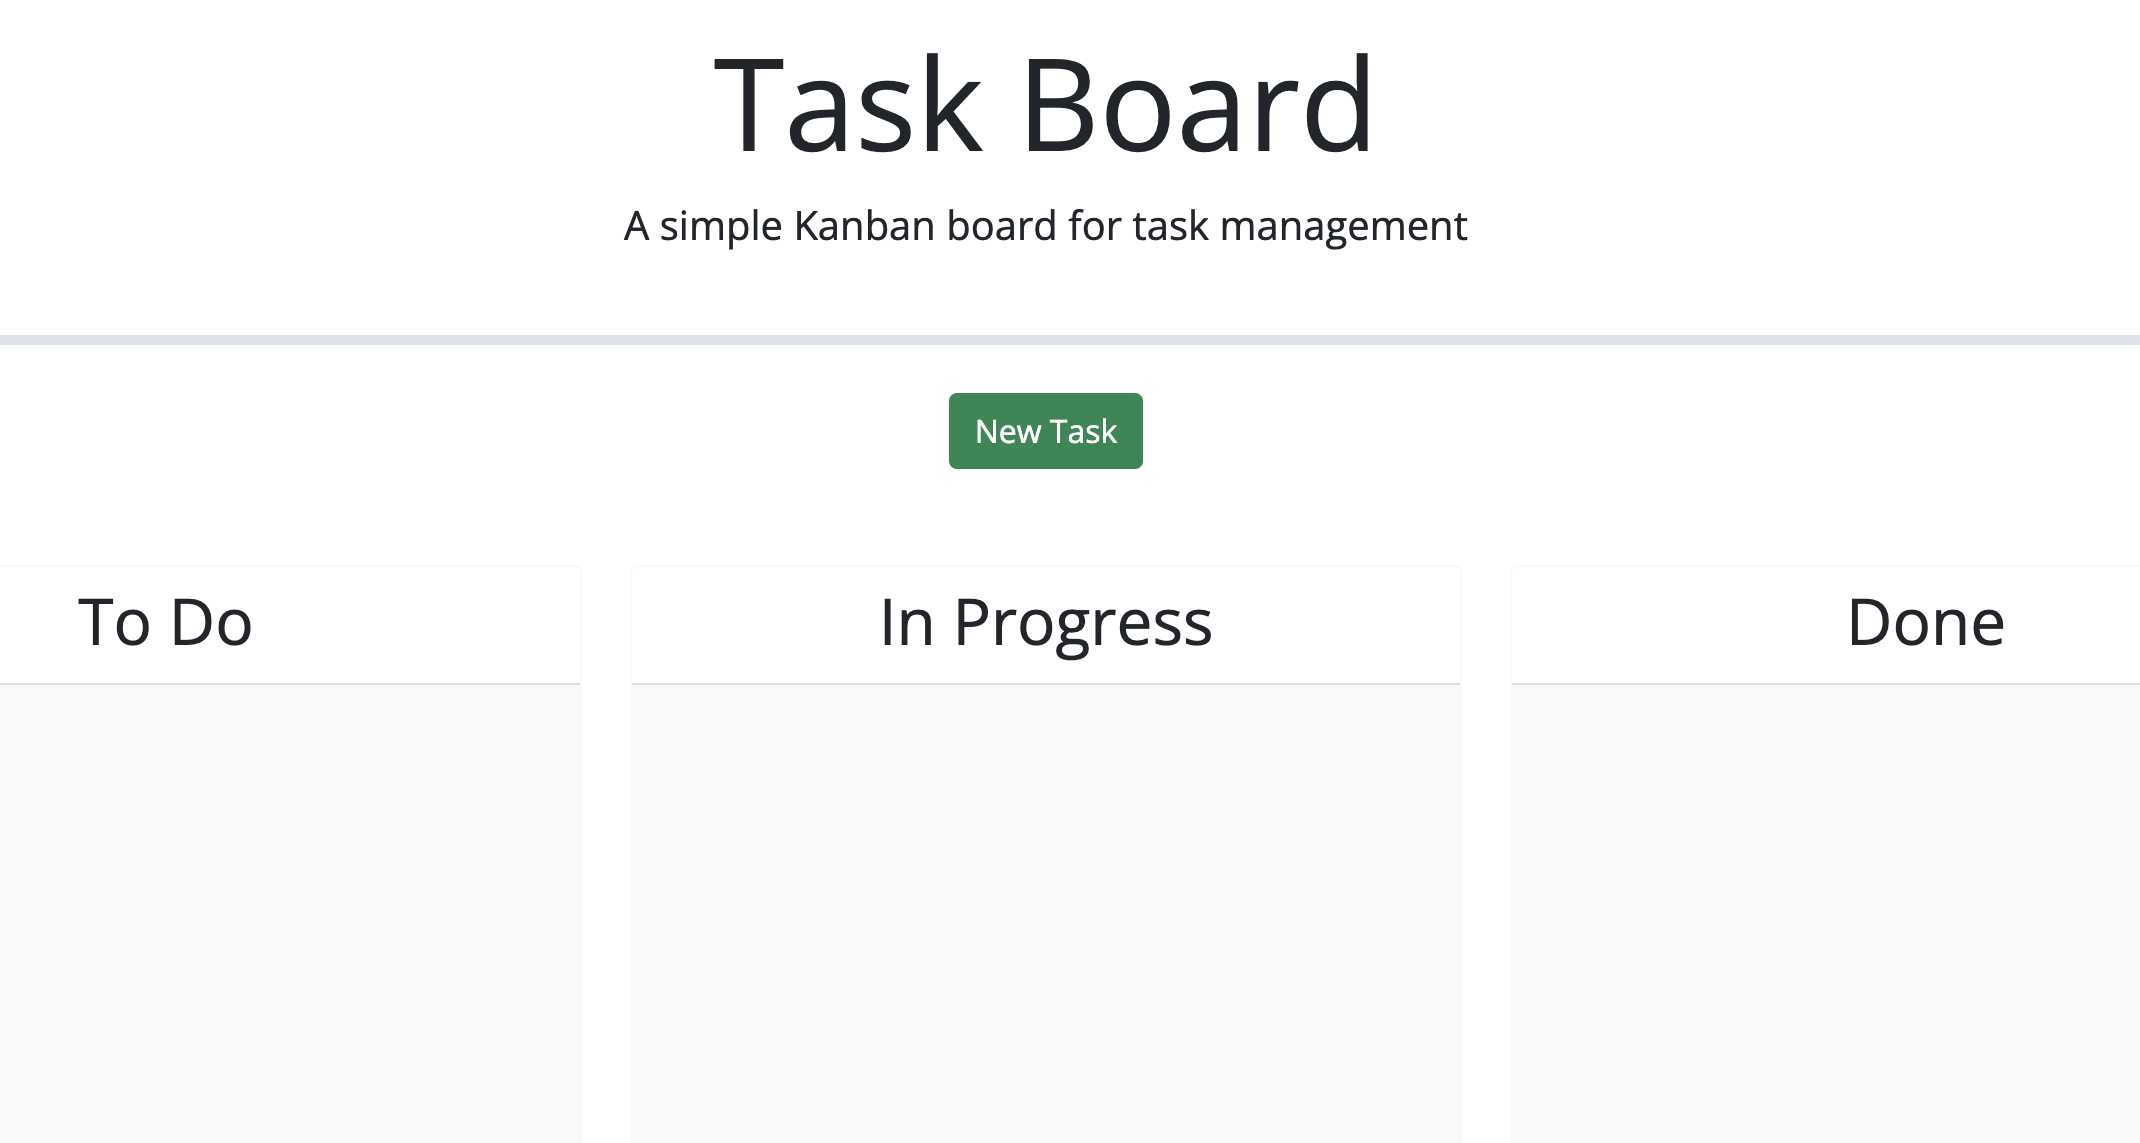 Task Board
A simple Kanban board for task management
New Task
To Do
In Progress
Done